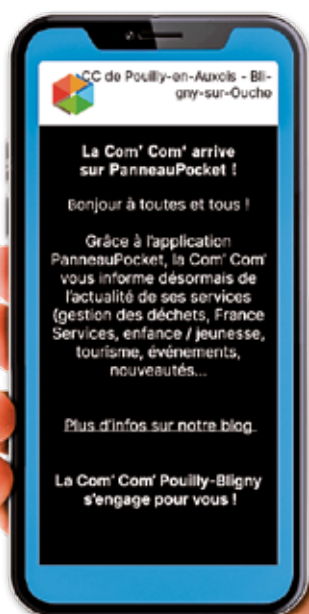 CC de Pouilly-en-Auxois - Bli-
gny-sur-Ouche
La Com' Com' arrive
sur PanneauPocket !
Bonjour à toutes et tous !
Grâce à l'application
PanneauPocket, la Com' Com'
vous informe désormais de
l'actualité de ses services
(gestion des déchets, France
Services, enfance / jeunesse,
tourisme, événements,
nouveautés...
Plus d'infos sur notre blog
La Com' Com' Pouilly-Bligny
s'engage pour vous !